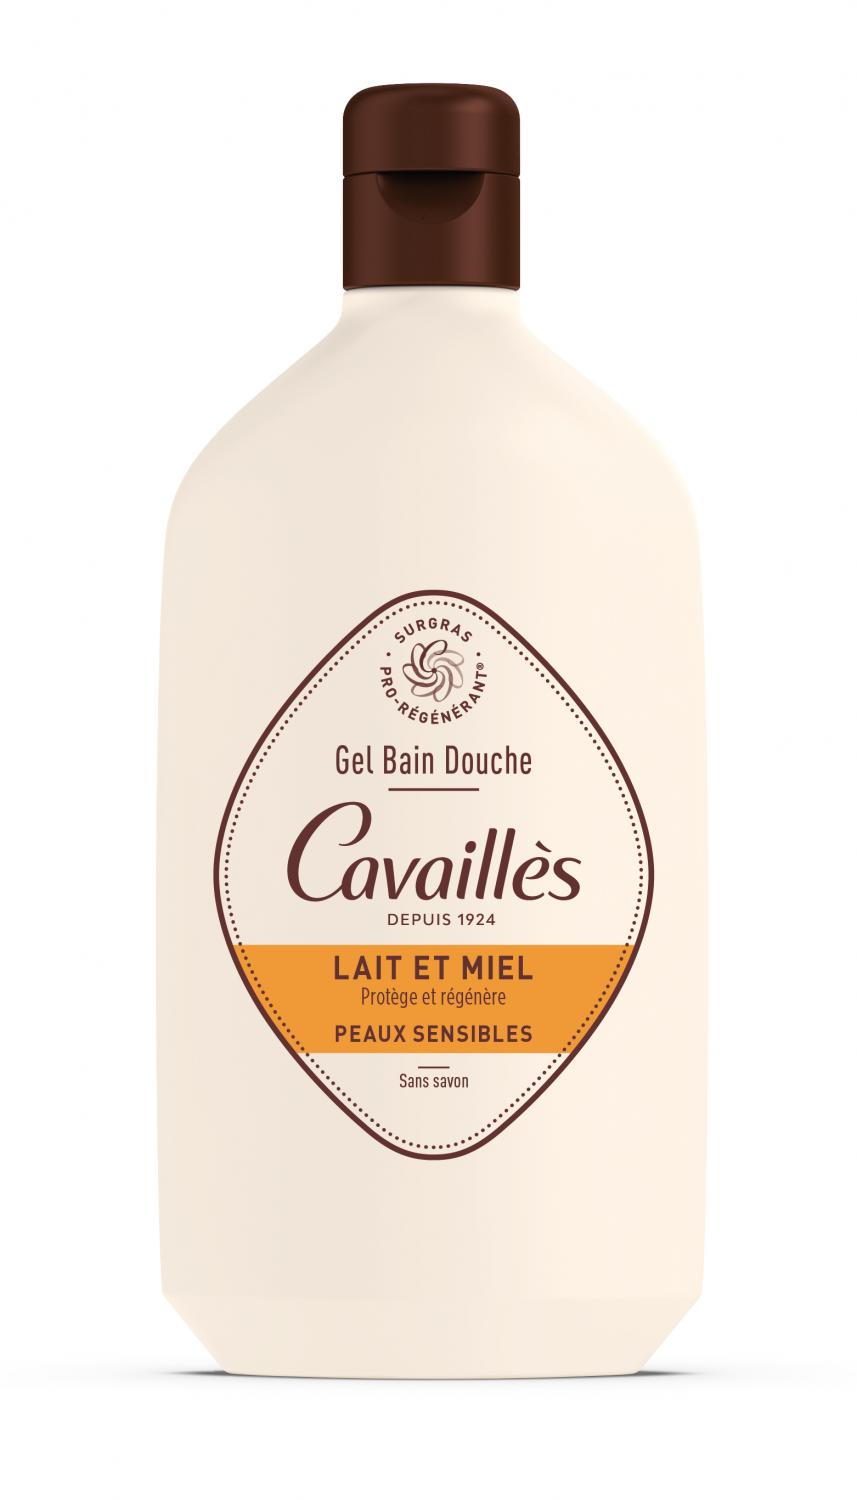 SURGRAS
PRO-RÉGÉNÉRANT®
Gel Bain Douche
Cavaillès
DEPUIS 1924
LAIT ET MIEL
Protège et régénère
PEAUX SENSIBLES
Sans savon